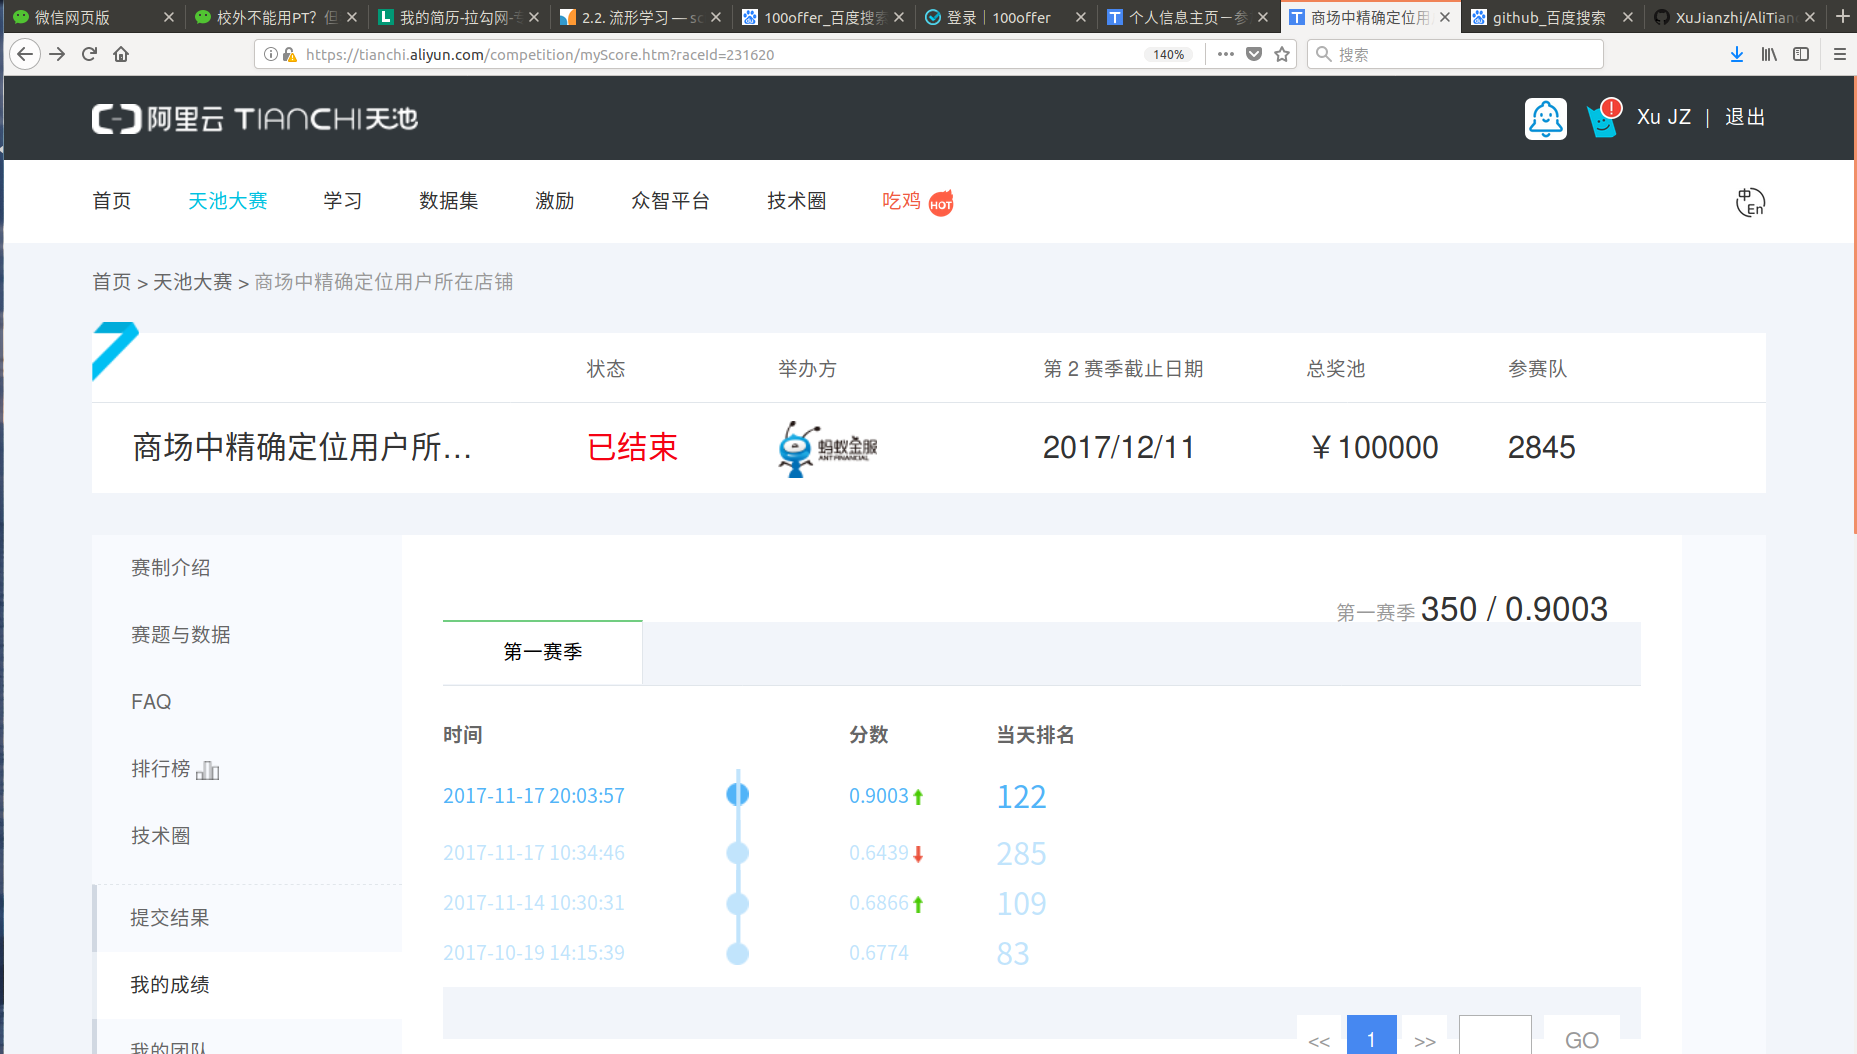 微信网页版
校外不能用PT? 但
我的简历-拉勾网-专
2.2. 流形学习 — sc
100offer_百度搜索
登录 | 100offer
个人信息主页－参
商场中精确定位用
github_百度搜索
XuJianzhi/AliTianc
https://tianchi.aliyun.com/competition/myScore.htm?raceId=231620
140%
搜索
阿里云 TIANCHI天池
Xu JZ | 退出
首页 天池大赛 学习 数据集 激励 众智平台 技术圈 吃鸡 HOT
中 En
首页 > 天池大赛 > 商场中精确定位用户所在店铺
状态 举办方 第 2 赛季截止日期 总奖池 参赛队
商场中精确定位用户所... 已结束 蚂蚁金服 ANT FINANCIAL 2017/12/11 ￥100000 2845
赛制介绍
赛题与数据
FAQ
排行榜
技术圈
提交结果
我的成绩
我的团队
第一赛季 350 / 0.9003
第一赛季
时间 分数 当天排名
2017-11-17 20:03:57 0.9003 122
2017-11-17 10:34:46 0.6439 285
2017-11-14 10:30:31 0.6866 109
2017-10-19 14:15:39 0.6774 83
<< 1 >> GO